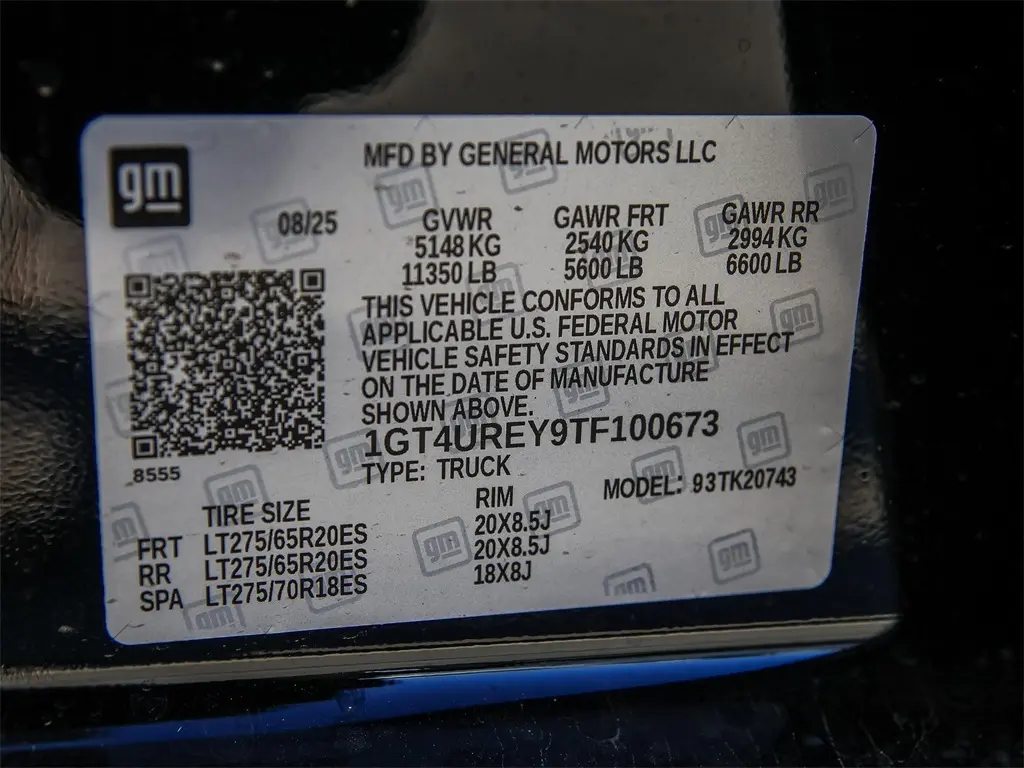 gm
MFD BY GENERAL MOTORS LLC
08/25 GVWR GAWR FRT GAWR RR
5148 KG 2540 KG 2994 KG
11350 LB 5600 LB 6600 LB
THIS VEHICLE CONFORMS TO ALL
APPLICABLE U.S. FEDERAL MOTOR
VEHICLE SAFETY STANDARDS IN EFFECT
ON THE DATE OF MANUFACTURE
SHOWN ABOVE.
1GT4UREY9TF100673
8555
TYPE: TRUCK MODEL: 93TK20743
TIRE SIZE RIM
FRT LT275/65R20ES 20X8.5J
RR LT275/65R20ES 20X8.5J
SPA LT275/70R18ES 18X8J